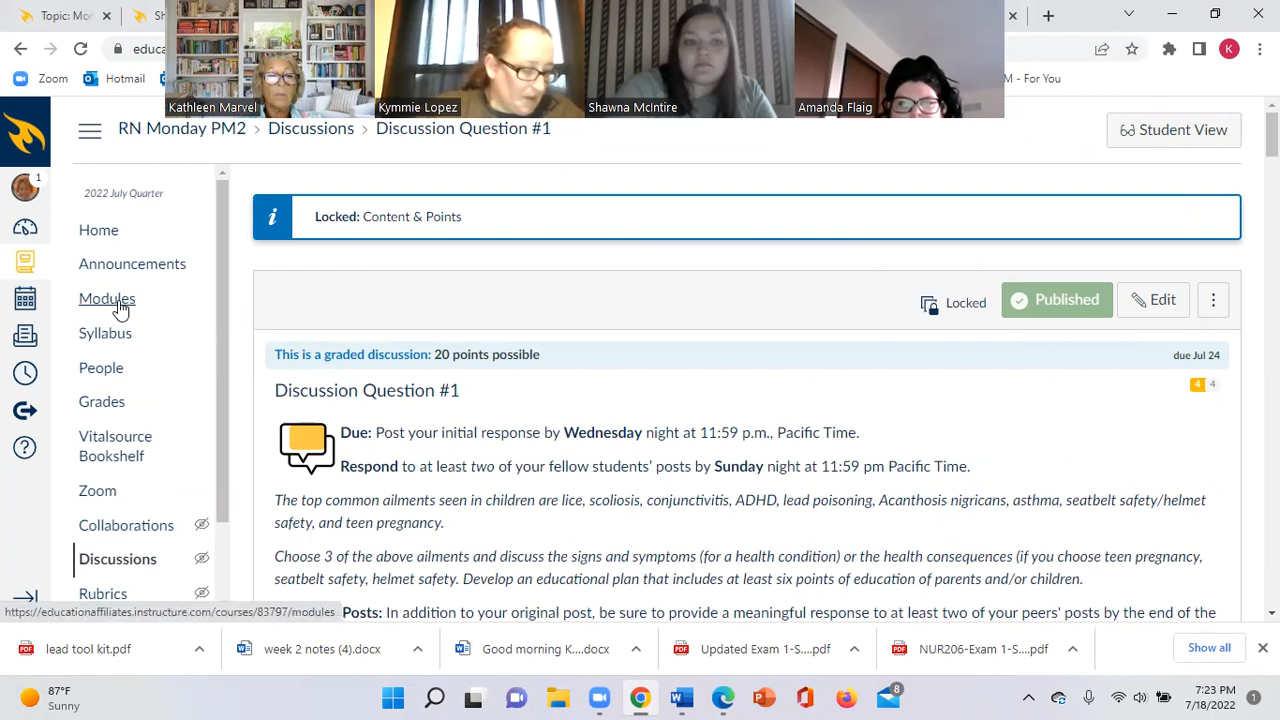 Topic: Mo
Sh
educa
K
Zoom
Hotmail
M - For You
Kathleen Marvel
Kymmie Lopez
Shawna McIntire
Amanda Flaig
RN Monday PM2 > Discussions > Discussion Question #1
Student View
1
2022 July Quarter
Home
Announcements
Modules
Syllabus
People
Grades
Vitalsource
Bookshelf
Zoom
Collaborations
Discussions
Rubrics
Locked: Content & Points
Locked
Published
Edit
This is a graded discussion: 20 points possible
due Jul 24
Discussion Question #1
4 4
Due: Post your initial response by Wednesday night at 11:59 p.m., Pacific Time.
Respond to at least two of your fellow students' posts by Sunday night at 11:59 pm Pacific Time.
The top common ailments seen in children are lice, scoliosis, conjunctivitis, ADHD, lead poisoning, Acanthosis nigricans, asthma, seatbelt safety/helmet
safety, and teen pregnancy.
Choose 3 of the above ailments and discuss the signs and symptoms (for a health condition) or the health consequences (if you choose teen pregnancy,
seatbelt safety, helmet safety. Develop an educational plan that includes at least six points of education of parents and/or children.
Posts: In addition to your original post, be sure to provide a meaningful response to at least two of your peers' posts by the end of the
https://educationaffiliates.instructure.com/courses/83797/modules
lead tool kit.pdf
week 2 notes (4).docx
Good morning K....docx
Updated Exam 1-S....pdf
NUR206-Exam 1-S....pdf
Show all
87°F
Sunny
8
7:23 PM
7/18/2022
1